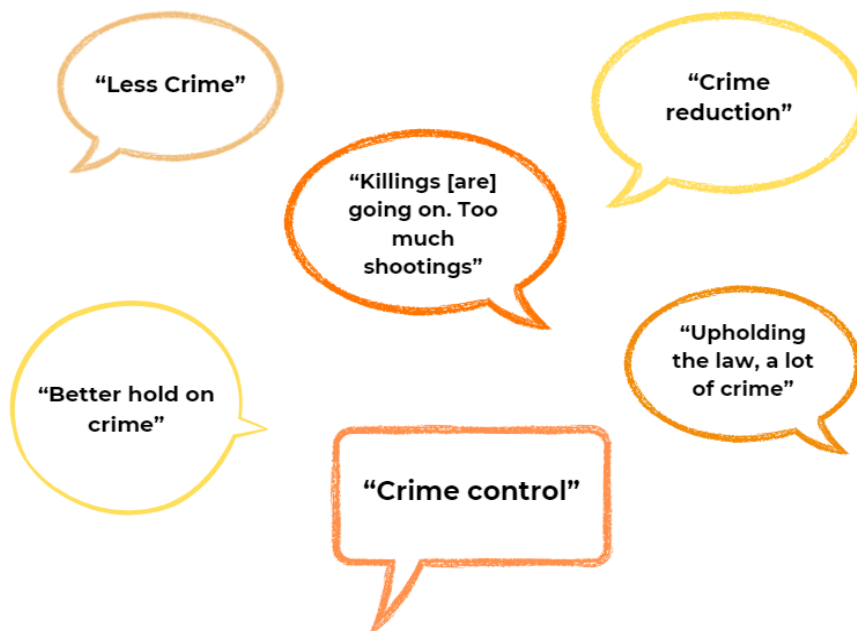 “Less Crime”
“Crime
reduction”
“Killings [are]
going on. Too
much
shootings”
“Upholding
the law, a lot
of crime”
“Better hold on
crime”
“Crime control”